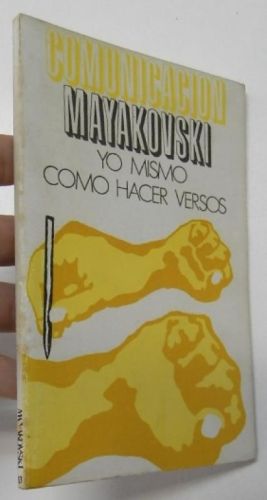 COMUNICACION
MAYAKOVSKI
YO MISMO
COMO HACER VERSOS